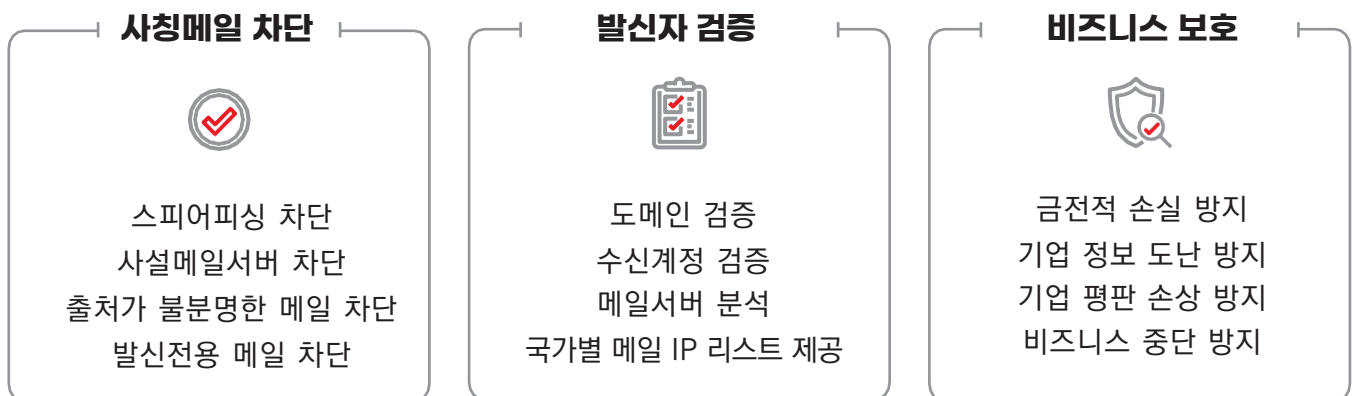 사칭메일 차단
스피어피싱 차단
사설메일서버 차단
출처가 불분명한 메일 차단
발신전용 메일 차단
발신자 검증
도메인 검증
수신계정 검증
메일서버 분석
국가별 메일 IP 리스트 제공
비즈니스 보호
금전적 손실 방지
기업 정보 도난 방지
기업 평판 손상 방지
비즈니스 중단 방지